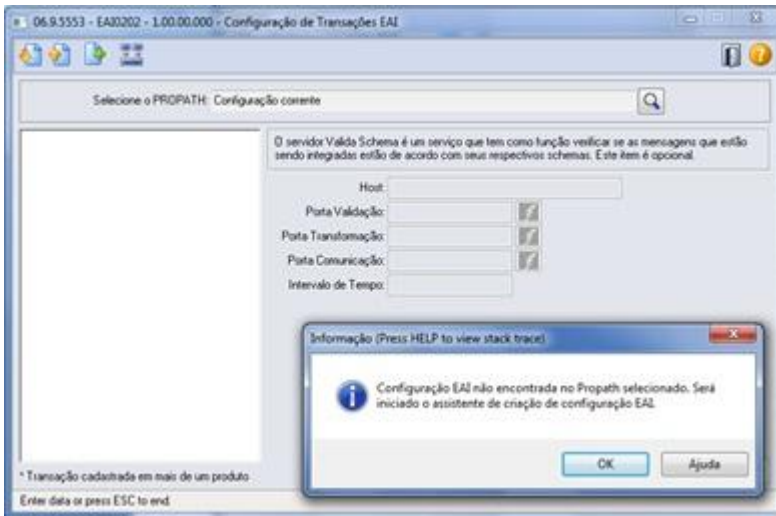 06.9.5553 - EAI0202 - 1.00.00.000 - Configuração de Transações EAI
Selecione o PROPATH: Configuração corrente
O servidor Valida Schema é um serviço que tem como função verificar se as mensagens que estão
sendo integradas estão de acordo com seus respectivos schemas. Este item é opcional.
Host:
Porta Validação:
Porta Transformação:
Porta Comunicação:
Intervalo de Tempo:
Informação (Press HELP to view stack trace)
Configuração EAI não encontrada no Propath selecionado. Será
iniciado o assistente de criação de configuração EAI.
OK
Ajuda
* Transação cadastrada em mais de um produto
Enter data or press ESC to end.